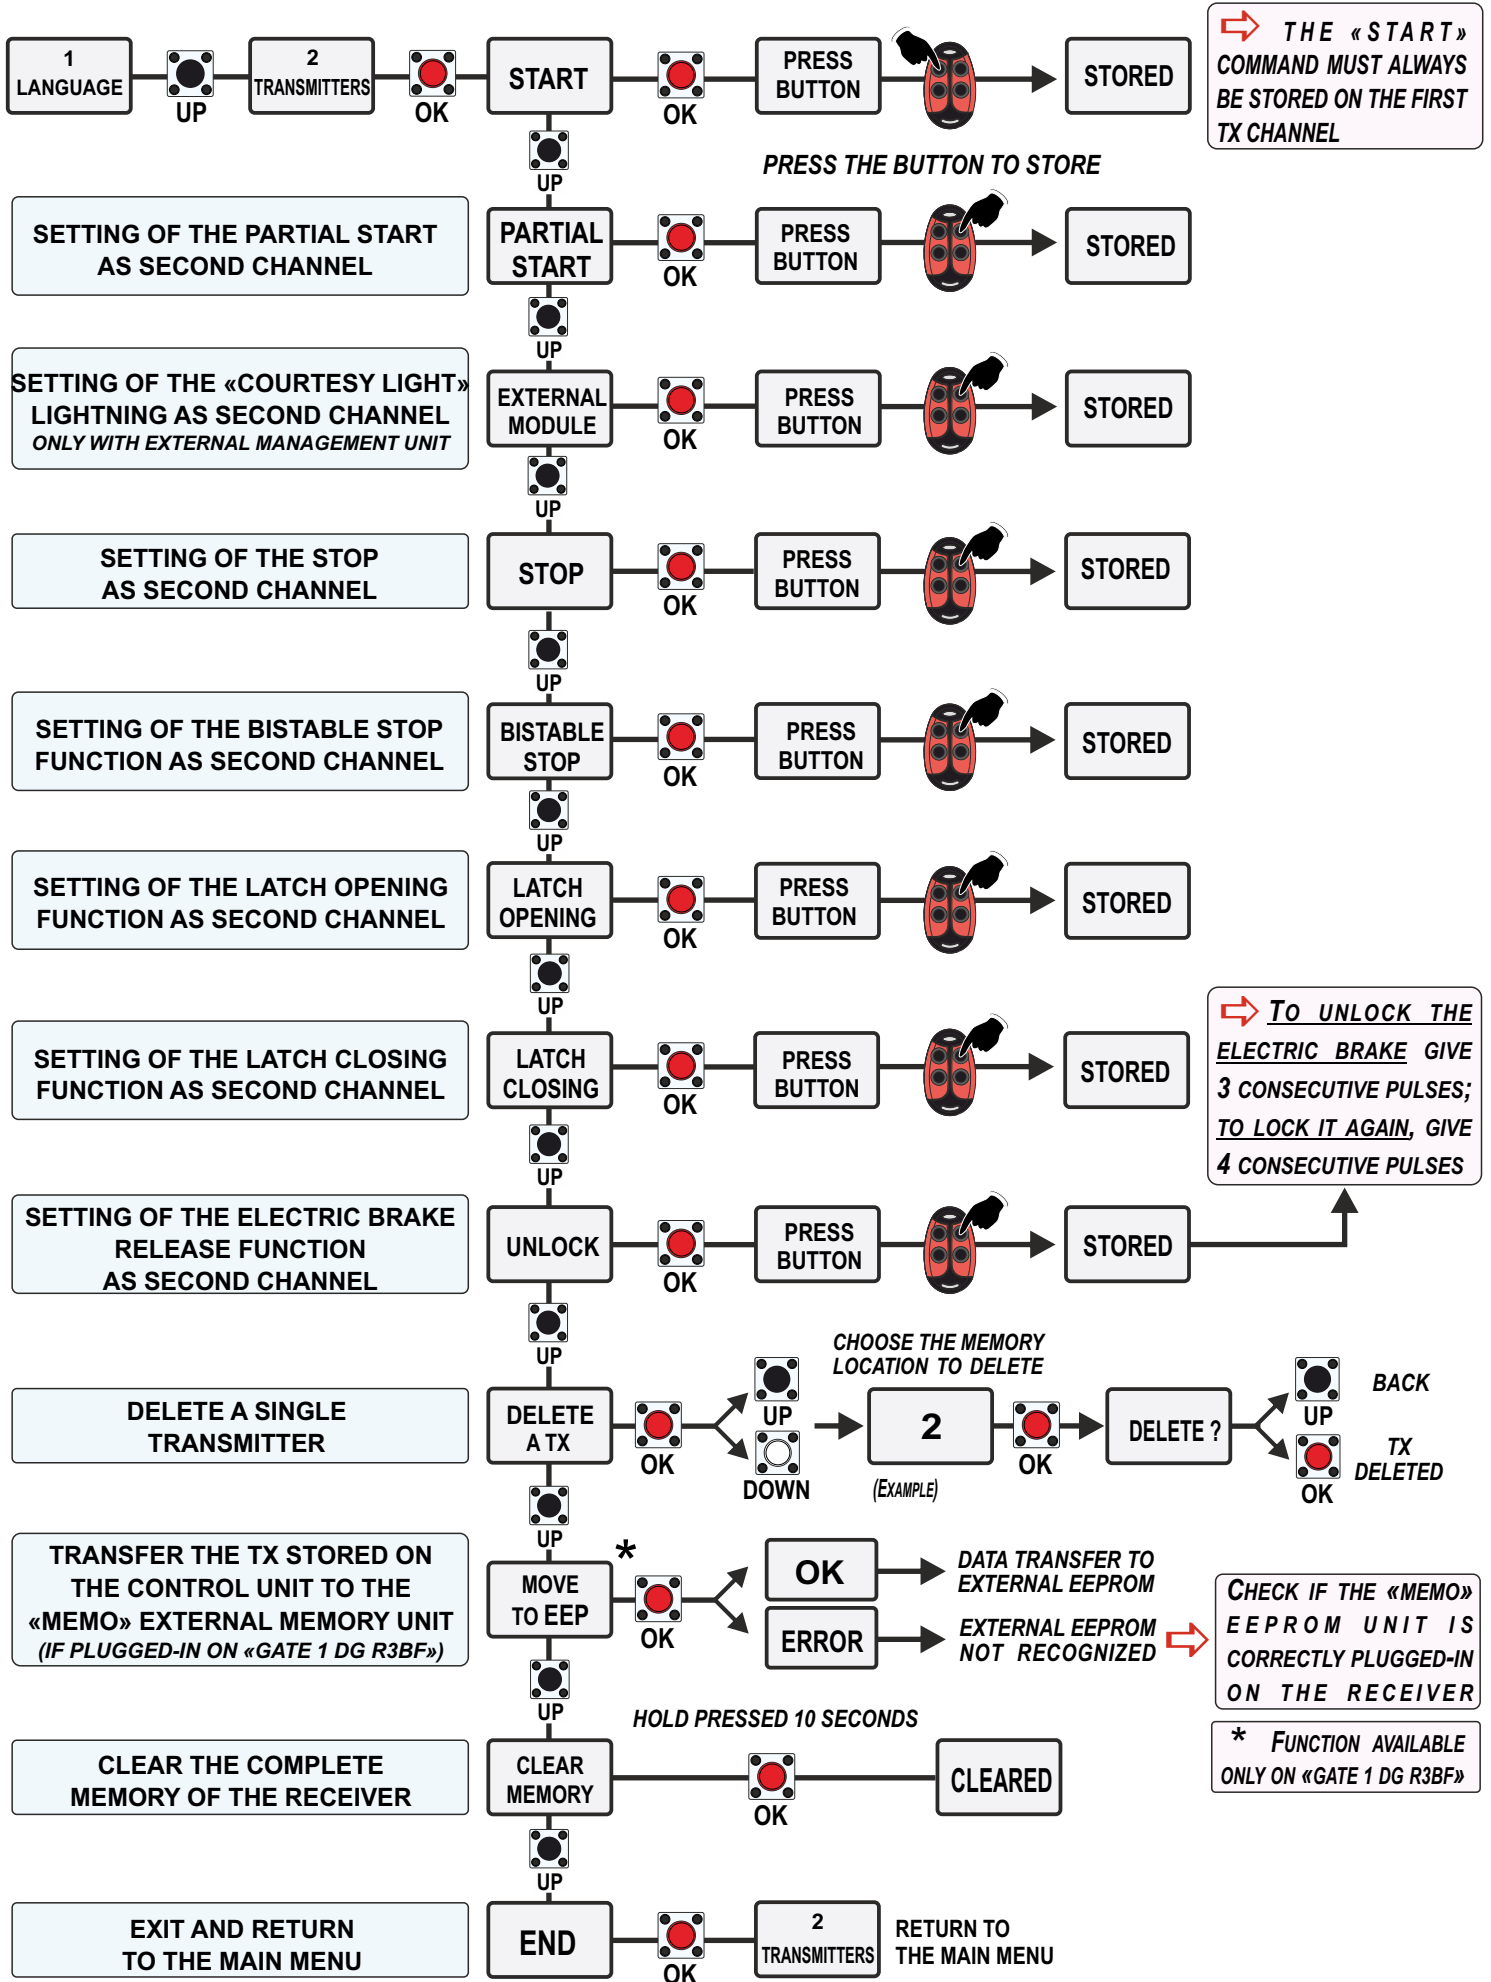 1
LANGUAGE
UP
2
TRANSMITTERS
OK
START
OK
PRESS
BUTTON
STORED
THE «START»
COMMAND MUST ALWAYS
BE STORED ON THE FIRST
TX CHANNEL
UP
PRESS THE BUTTON TO STORE
SETTING OF THE PARTIAL START
AS SECOND CHANNEL
PARTIAL
START
OK
PRESS
BUTTON
STORED
UP
SETTING OF THE «COURTESY LIGHT»
LIGHTNING AS SECOND CHANNEL
ONLY WITH EXTERNAL MANAGEMENT UNIT
EXTERNAL
MODULE
OK
PRESS
BUTTON
STORED
UP
SETTING OF THE STOP
AS SECOND CHANNEL
STOP
OK
PRESS
BUTTON
STORED
UP
SETTING OF THE BISTABLE STOP
FUNCTION AS SECOND CHANNEL
BISTABLE
STOP
OK
PRESS
BUTTON
STORED
UP
SETTING OF THE LATCH OPENING
FUNCTION AS SECOND CHANNEL
LATCH
OPENING
OK
PRESS
BUTTON
STORED
UP
SETTING OF THE LATCH CLOSING
FUNCTION AS SECOND CHANNEL
LATCH
CLOSING
OK
PRESS
BUTTON
STORED
TO UNLOCK THE
ELECTRIC BRAKE GIVE
3 CONSECUTIVE PULSES;
TO LOCK IT AGAIN, GIVE
4 CONSECUTIVE PULSES
UP
SETTING OF THE ELECTRIC BRAKE
RELEASE FUNCTION
AS SECOND CHANNEL
UNLOCK
OK
PRESS
BUTTON
STORED
UP
DELETE A SINGLE
TRANSMITTER
DELETE
A TX
OK
UP
DOWN
CHOOSE THE MEMORY
LOCATION TO DELETE
2
(EXAMPLE)
OK
DELETE ?
UP
BACK
OK
TX
DELETED
UP
TRANSFER THE TX STORED ON
THE CONTROL UNIT TO THE
«MEMO» EXTERNAL MEMORY UNIT
(IF PLUGGED-IN ON «GATE 1 DG R3BF»)
MOVE
TO EEP
*
OK
OK
DATA TRANSFER TO
EXTERNAL EEPROM
ERROR
EXTERNAL EEPROM
NOT RECOGNIZED
CHECK IF THE «MEMO»
EEPROM UNIT IS
CORRECTLY PLUGGED-IN
ON THE RECEIVER
* FUNCTION AVAILABLE
ONLY ON «GATE 1 DG R3BF»
UP
HOLD PRESSED 10 SECONDS
CLEAR THE COMPLETE
MEMORY OF THE RECEIVER
CLEAR
MEMORY
OK
CLEARED
UP
EXIT AND RETURN
TO THE MAIN MENU
END
OK
2
TRANSMITTERS
RETURN TO
THE MAIN MENU